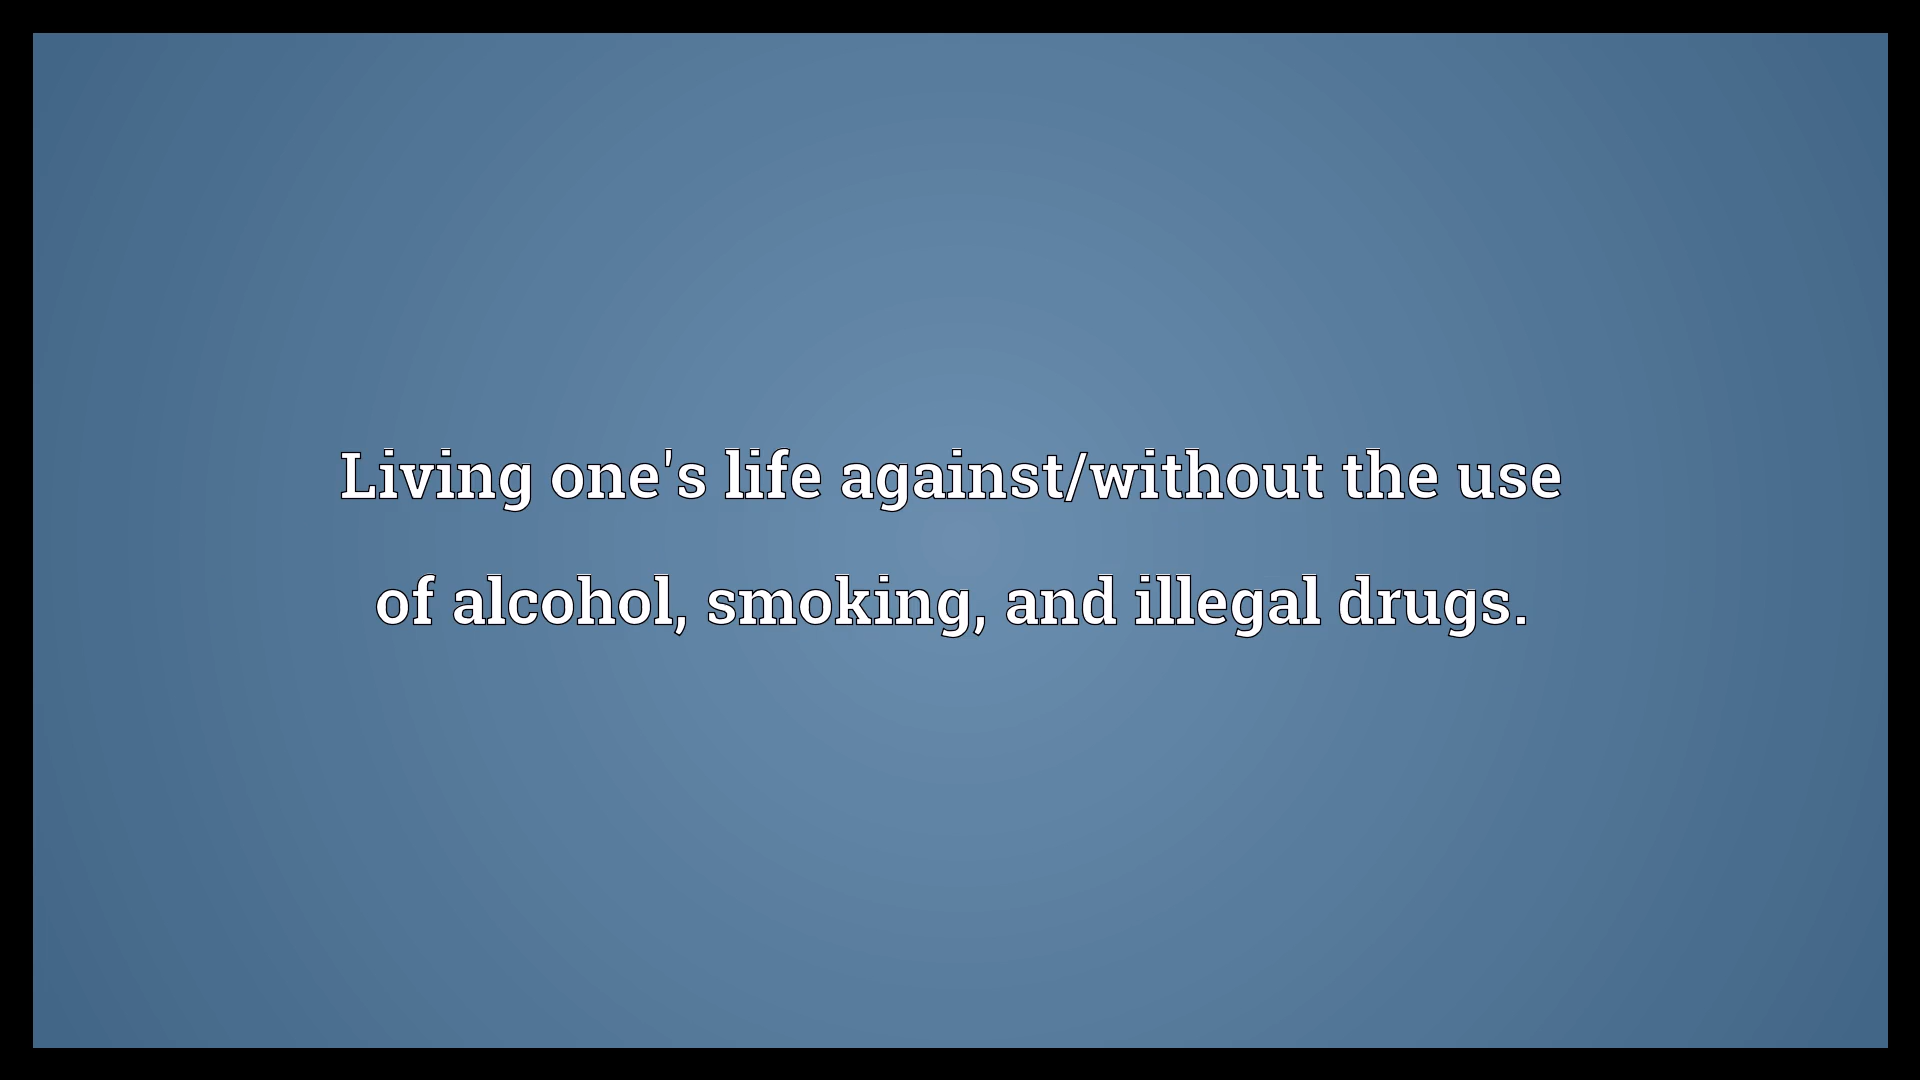 Living one's life against/without the use
of alcohol, smoking, and illegal drugs.